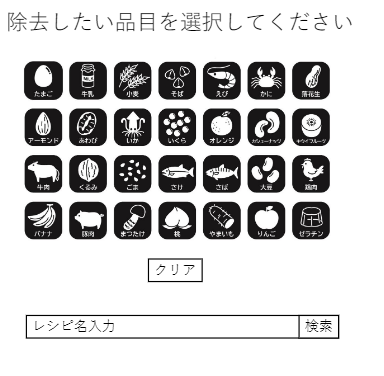 除去したい品目を選択してください
たまご 牛乳 小麦 そば えび かに 落花生
アーモンド あわび いか いくら オレンジ カシューナッツ キウイフルーツ
牛肉 くるみ ごま さけ さば 大豆 鶏肉
バナナ 豚肉 まつたけ 桃 やまいも りんご ゼラチン
クリア
レシピ名入力 検索